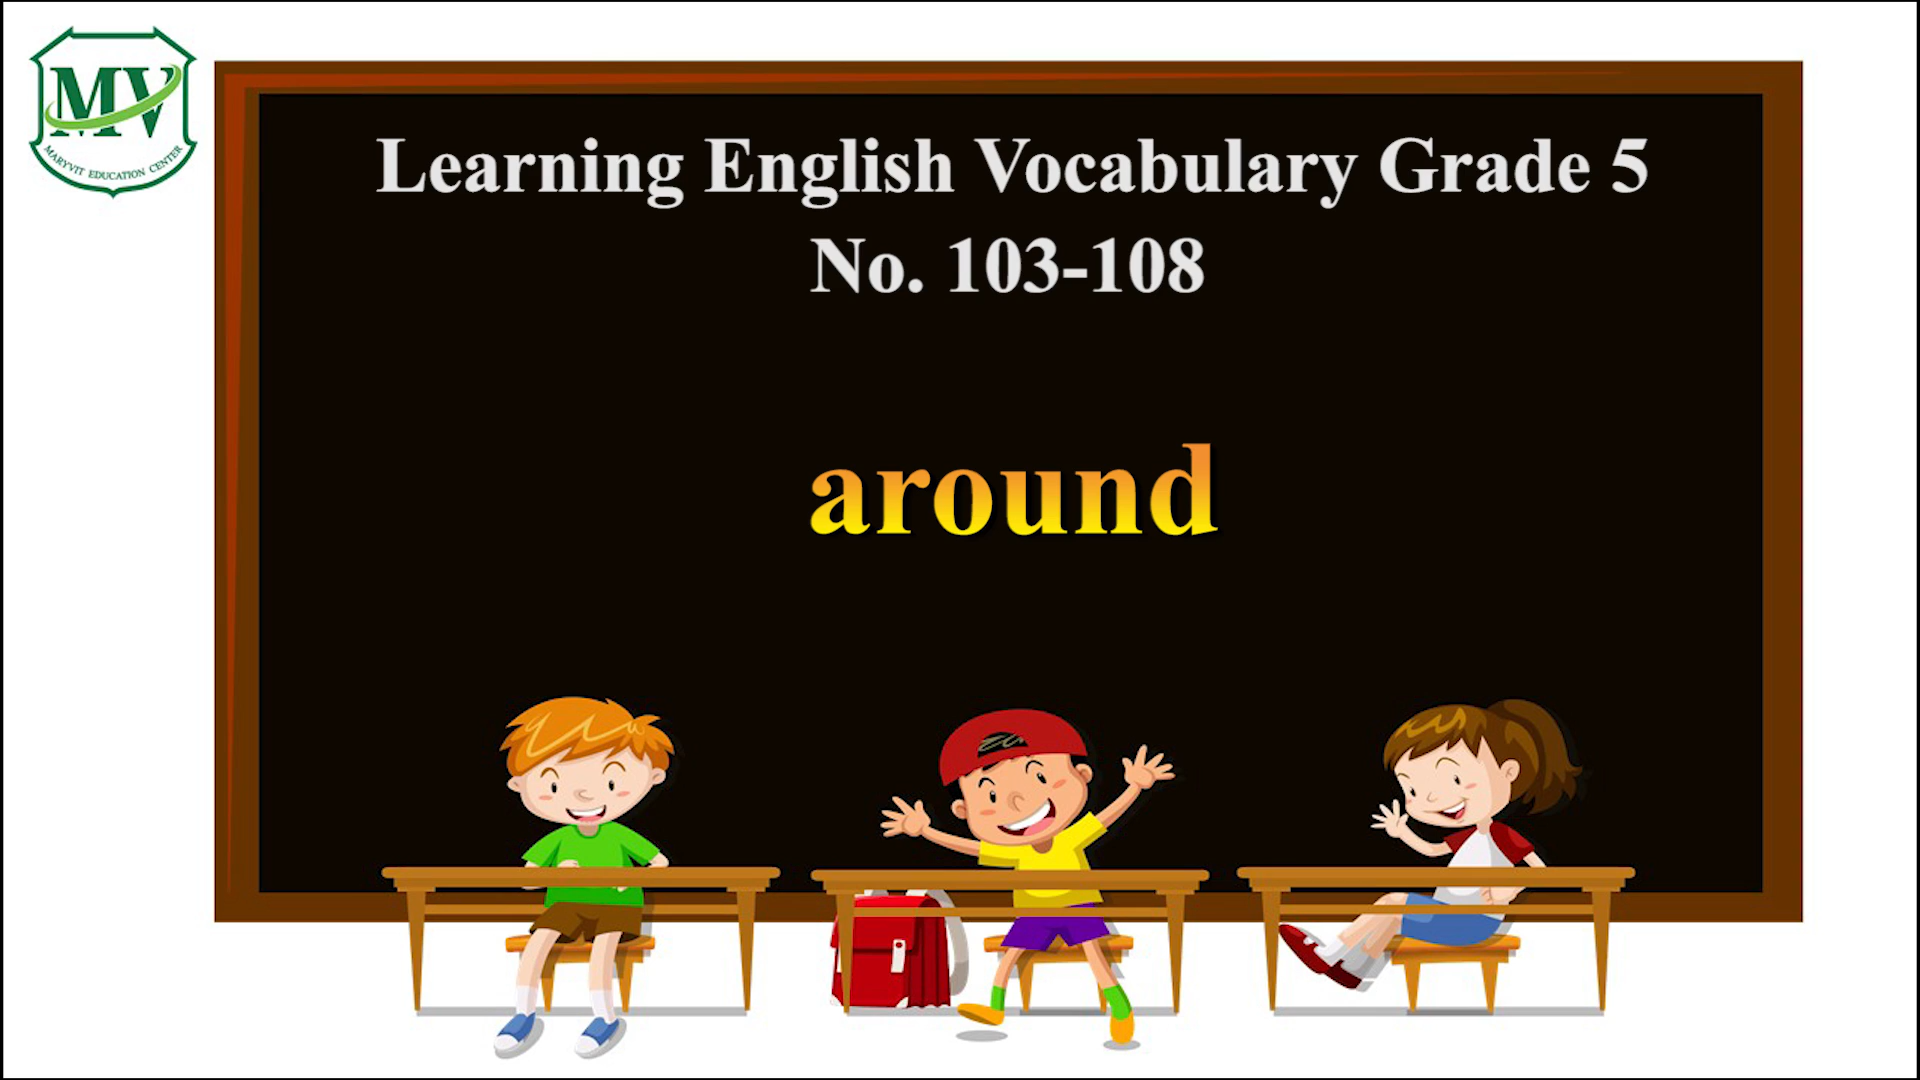 MV
MARYVIT EDUCATION CENTER
Learning English Vocabulary Grade 5
No. 103-108
around